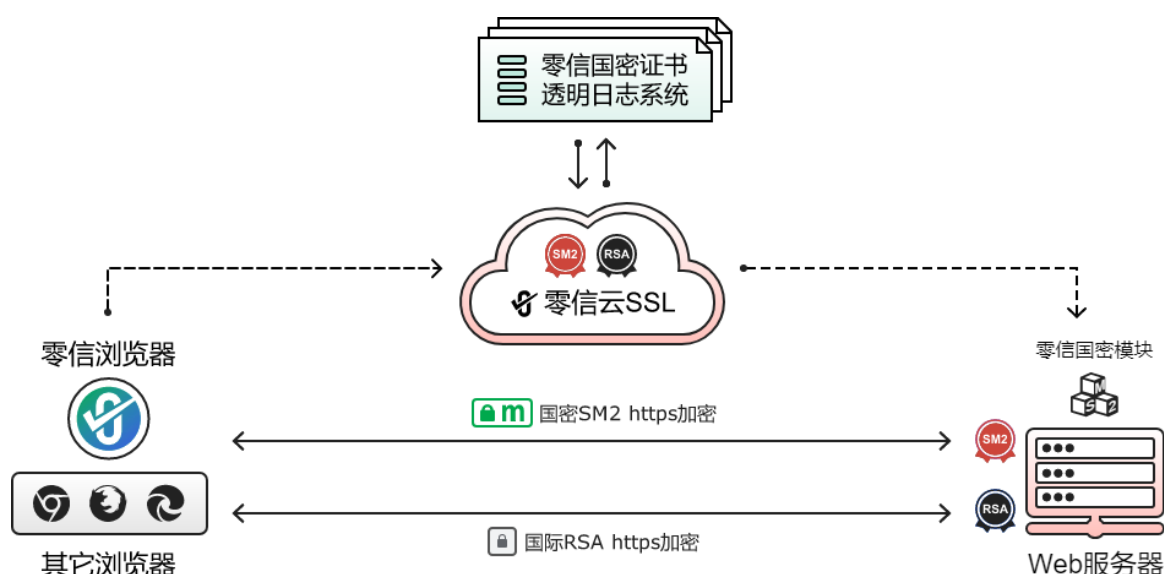 零信国密证书
透明日志系统
SM2
RSA
零信云SSL
零信浏览器
零信国密模块
M
S
2
m 国密SM2 https加密
SM2
RSA
国际RSA https加密
其它浏览器
Web服务器